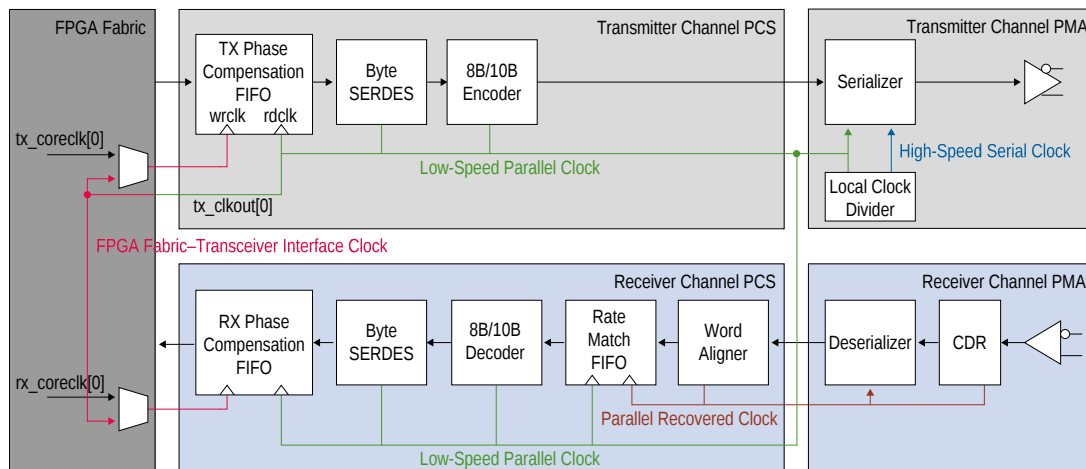 FPGA Fabric
Transmitter Channel PCS
Transmitter Channel PMA
TX Phase
Compensation
FIFO
wrclk
rdclk
Byte
SERDES
8B/10B
Encoder
Serializer
tx_coreclk[0]
Low-Speed Parallel Clock
High-Speed Serial Clock
Local Clock
Divider
tx_clkout[0]
FPGA Fabric–Transceiver Interface Clock
Receiver Channel PCS
Receiver Channel PMA
RX Phase
Compensation
FIFO
Byte
SERDES
8B/10B
Decoder
Rate
Match
FIFO
Word
Aligner
Deserializer
CDR
rx_coreclk[0]
Parallel Recovered Clock
Low-Speed Parallel Clock